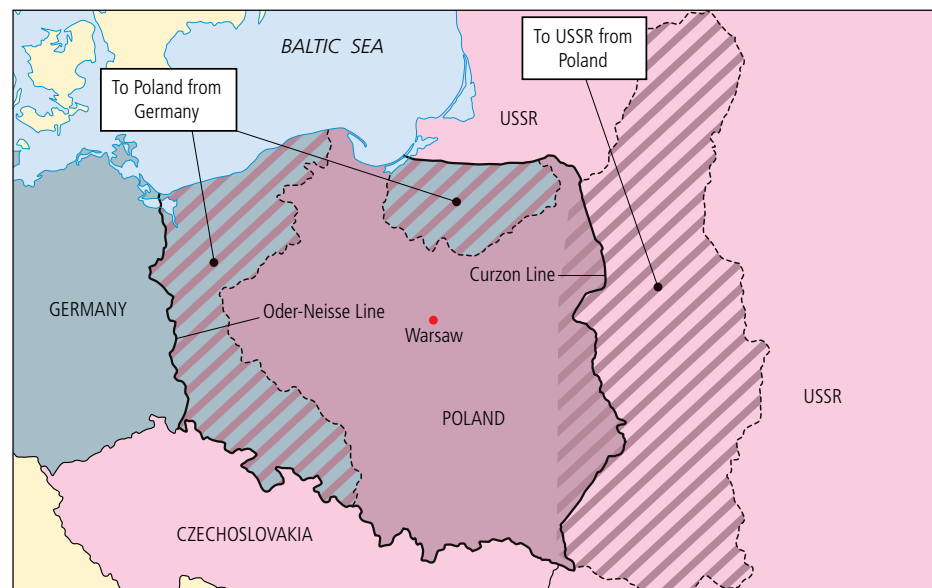 BALTIC SEA
To USSR from
Poland
To Poland from
Germany
USSR
Curzon Line
GERMANY
Oder-Neisse Line
Warsaw
USSR
POLAND
CZECHOSLOVAKIA